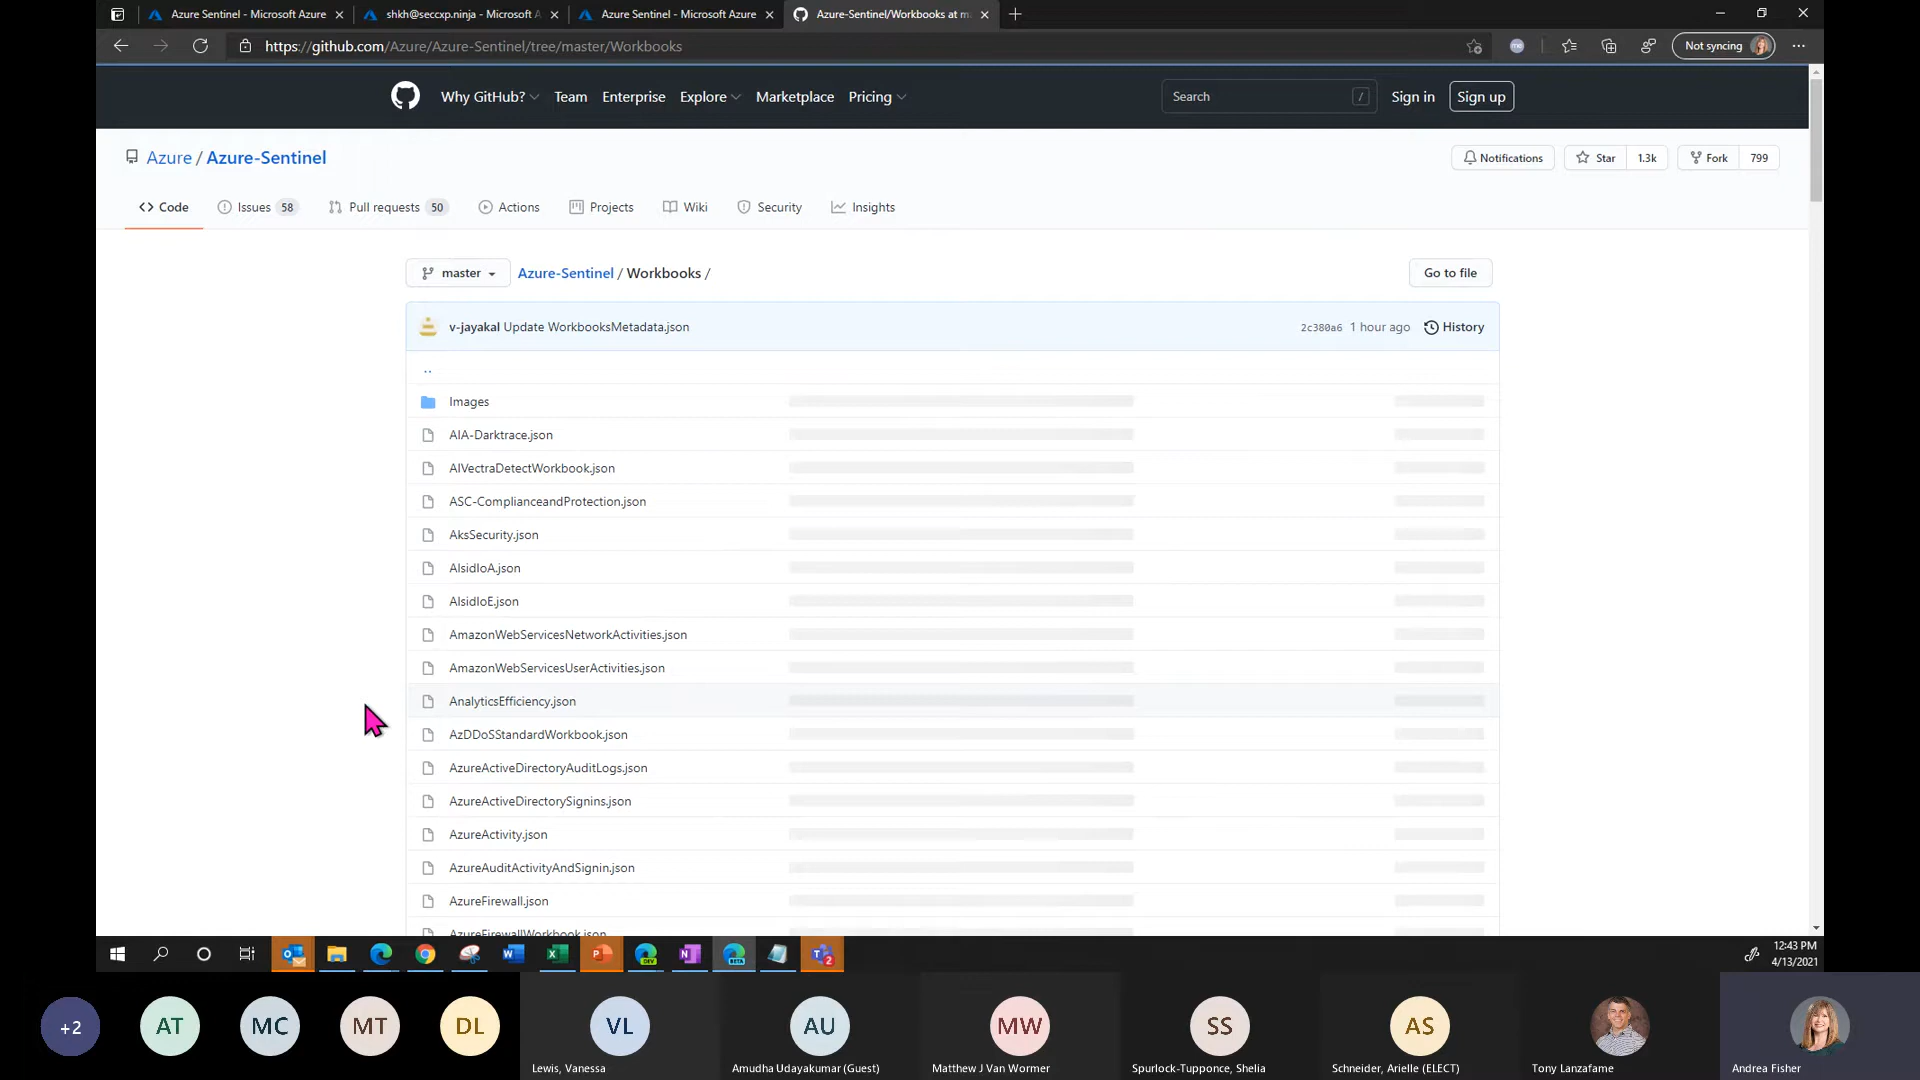 Azure Sentinel - Microsoft Azure
shkh@seccxp.ninja - Microsoft A
Azure Sentinel - Microsoft Azure
Azure-Sentinel/Workbooks at m
https://github.com/Azure/Azure-Sentinel/tree/master/Workbooks
Not syncing
Why GitHub?
Team
Enterprise
Explore
Marketplace
Pricing
Search
/
Sign in
Sign up
Azure / Azure-Sentinel
Notifications
Star
1.3k
Fork
799
<> Code
Issues 58
Pull requests 50
Actions
Projects
Wiki
Security
Insights
master
Azure-Sentinel / Workbooks /
Go to file
v-jayakal Update WorkbooksMetadata.json
2c380a6 1 hour ago
History
..
Images
AIA-Darktrace.json
AIVectraDetectWorkbook.json
ASC-ComplianceandProtection.json
AksSecurity.json
AlsidIoA.json
AlsidIoE.json
AmazonWebServicesNetworkActivities.json
AmazonWebServicesUserActivities.json
AnalyticsEfficiency.json
AzDDoSStandardWorkbook.json
AzureActiveDirectoryAuditLogs.json
AzureActiveDirectorySignins.json
AzureActivity.json
AzureAuditActivityAndSignin.json
AzureFirewall.json
AzureFirewallWorkbook.json
12:43 PM
4/13/2021
+2
AT
MC
MT
DL
VL
AU
MW
SS
AS
Lewis, Vanessa
Amudha Udayakumar (Guest)
Matthew J Van Wormer
Spurlock-Tupponce, Shelia
Schneider, Arielle (ELECT)
Tony Lanzafame
Andrea Fisher